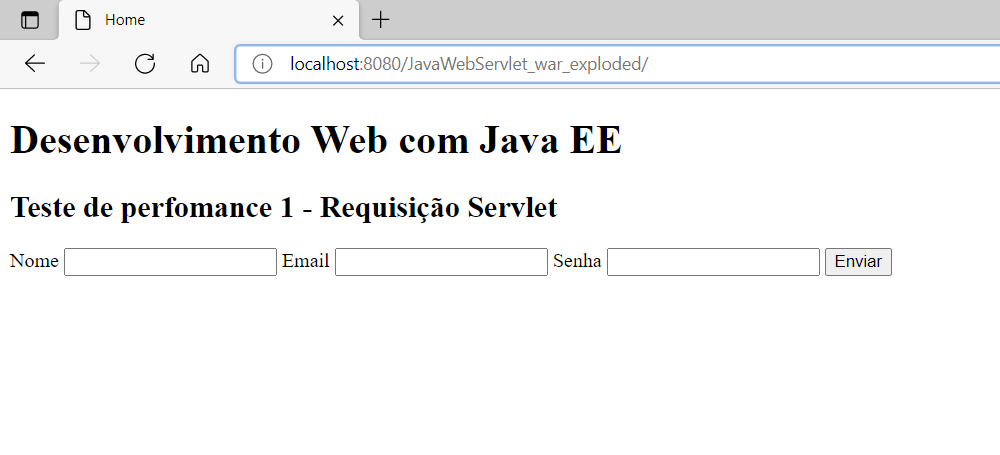 Home
localhost:8080/JavaWebServlet_war_exploded/
Desenvolvimento Web com Java EE
Teste de perfomance 1 - Requisição Servlet
Nome Email Senha Enviar